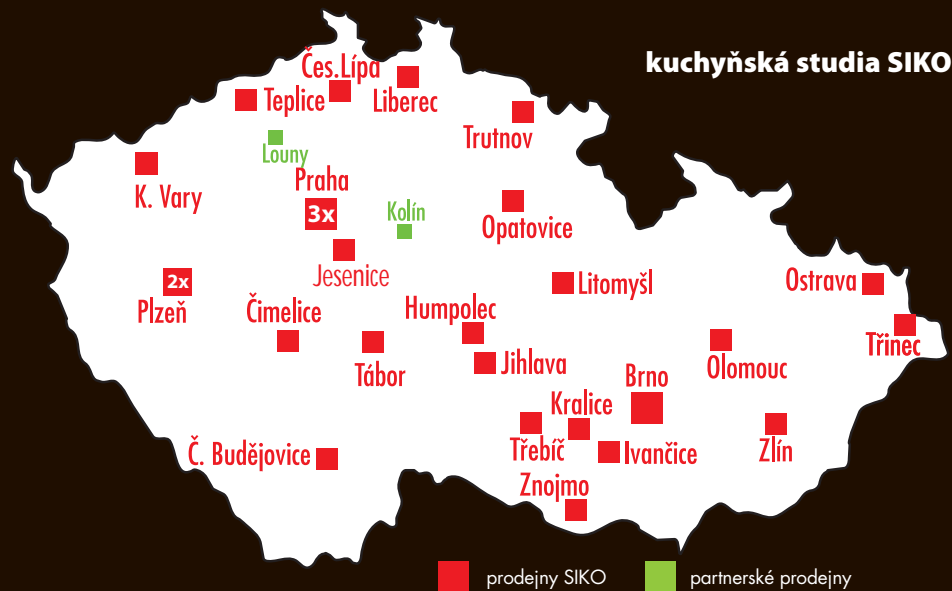 kuchyňská studia SIKO
Čes.Lípa
Teplice
Liberec
Trutnov
Louny
K. Vary
Praha
3x
Kolín
Opatovice
Jesenice
2x
Plzeň
Litomyšl
Ostrava
Čimelice
Humpolec
Třinec
Tábor
Jihlava
Olomouc
Brno
Kralice
Třebíč
Ivančice
Zlín
Č. Budějovice
Znojmo
prodejny SIKO
partnerské prodejny